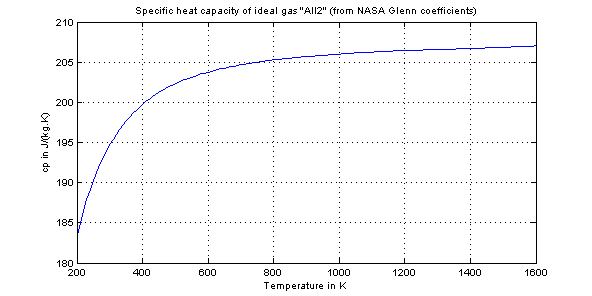 Specific heat capacity of ideal gas "AlI2" (from NASA Glenn coefficients)
210
205
200
195
190
185
180
cp in J/(kg.K)
200 400 600 800 1000 1200 1400 1600
Temperature in K